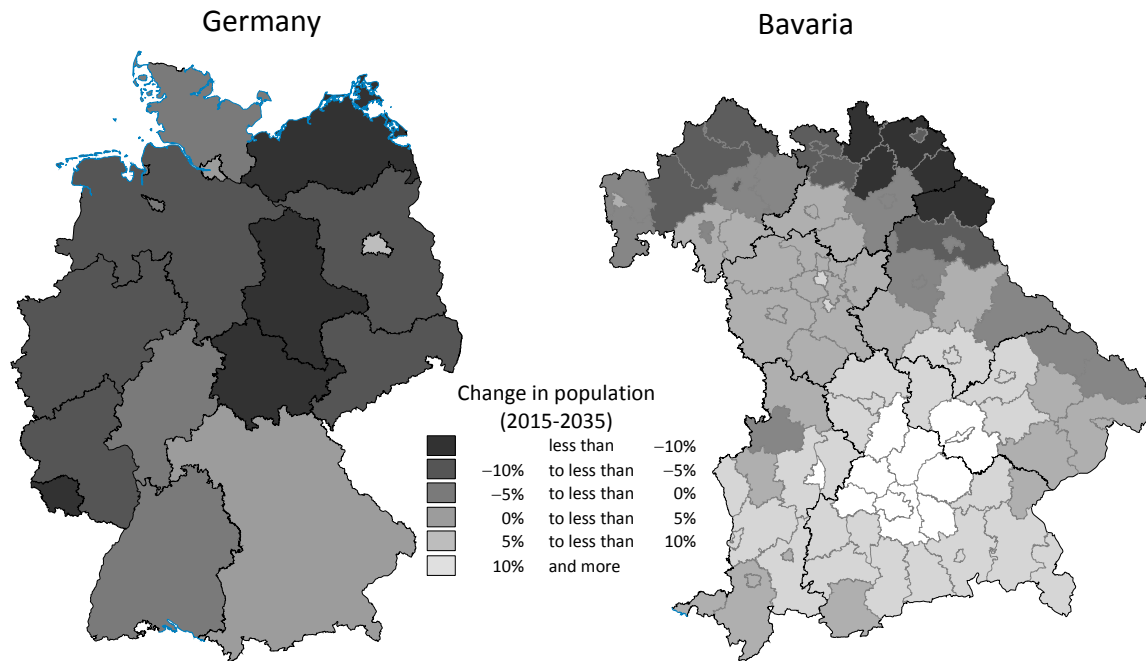 Germany
Bavaria
Change in population
(2015-2035)
less than −10%
−10% to less than −5%
−5% to less than 0%
0% to less than 5%
5% to less than 10%
10% and more